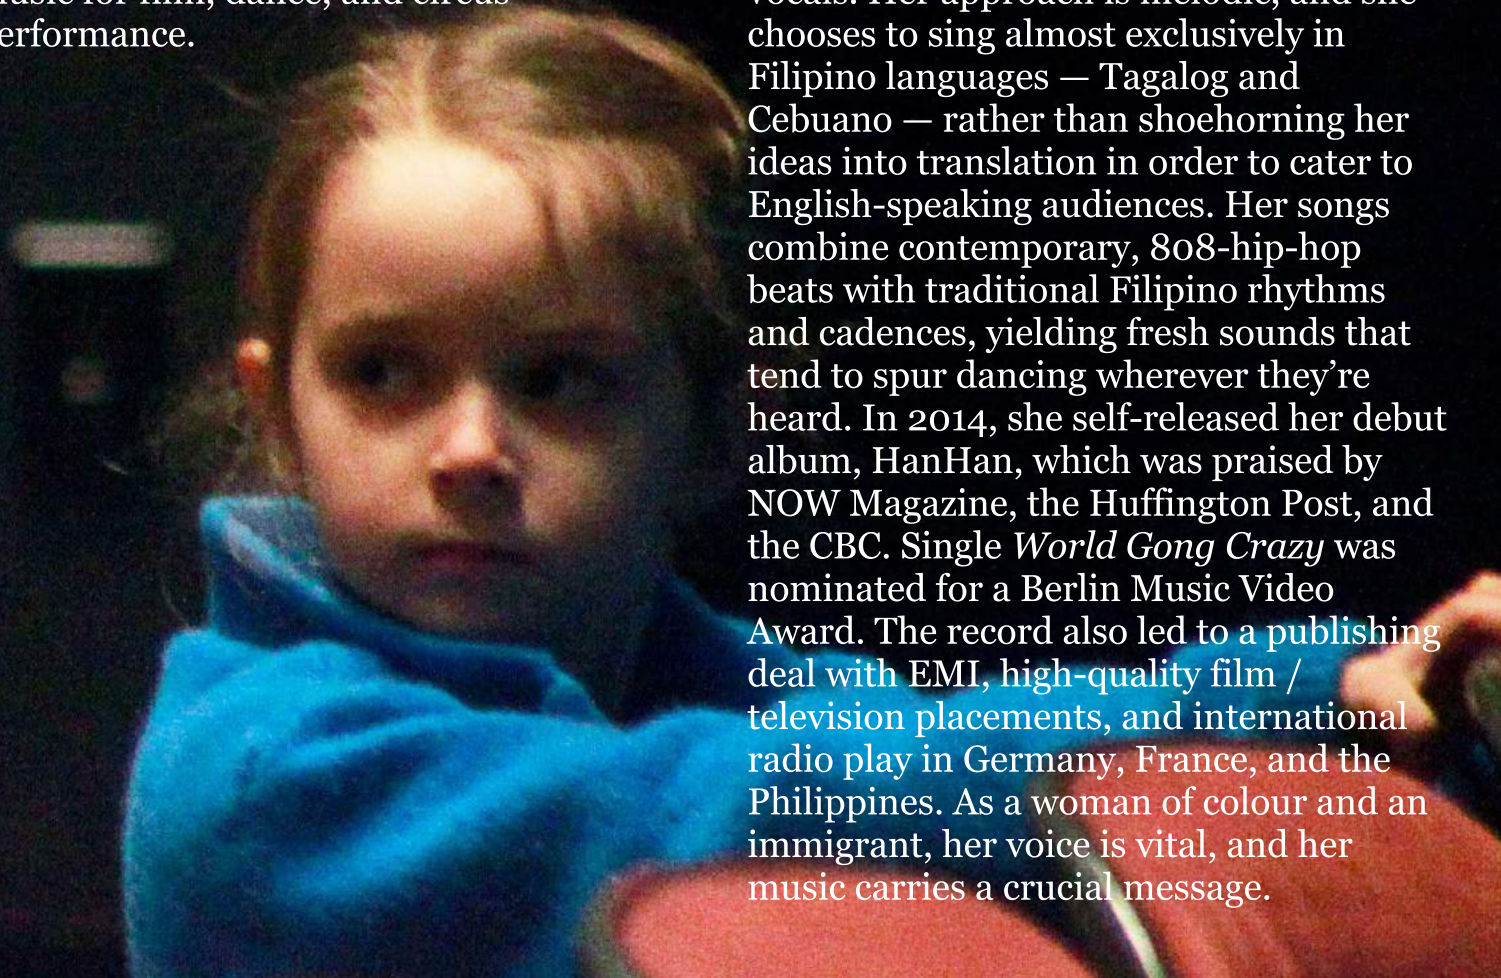 performance.
chooses to sing almost exclusively in
Filipino languages — Tagalog and
Cebuano — rather than shoehorning her
ideas into translation in order to cater to
English-speaking audiences. Her songs
combine contemporary, 808-hip-hop
beats with traditional Filipino rhythms
and cadences, yielding fresh sounds that
tend to spur dancing wherever they’re
heard. In 2014, she self-released her debut
album, HanHan, which was praised by
NOW Magazine, the Huffington Post, and
the CBC. Single World Gong Crazy was
nominated for a Berlin Music Video
Award. The record also led to a publishing
deal with EMI, high-quality film /
television placements, and international
radio play in Germany, France, and the
Philippines. As a woman of colour and an
immigrant, her voice is vital, and her
music carries a crucial message.